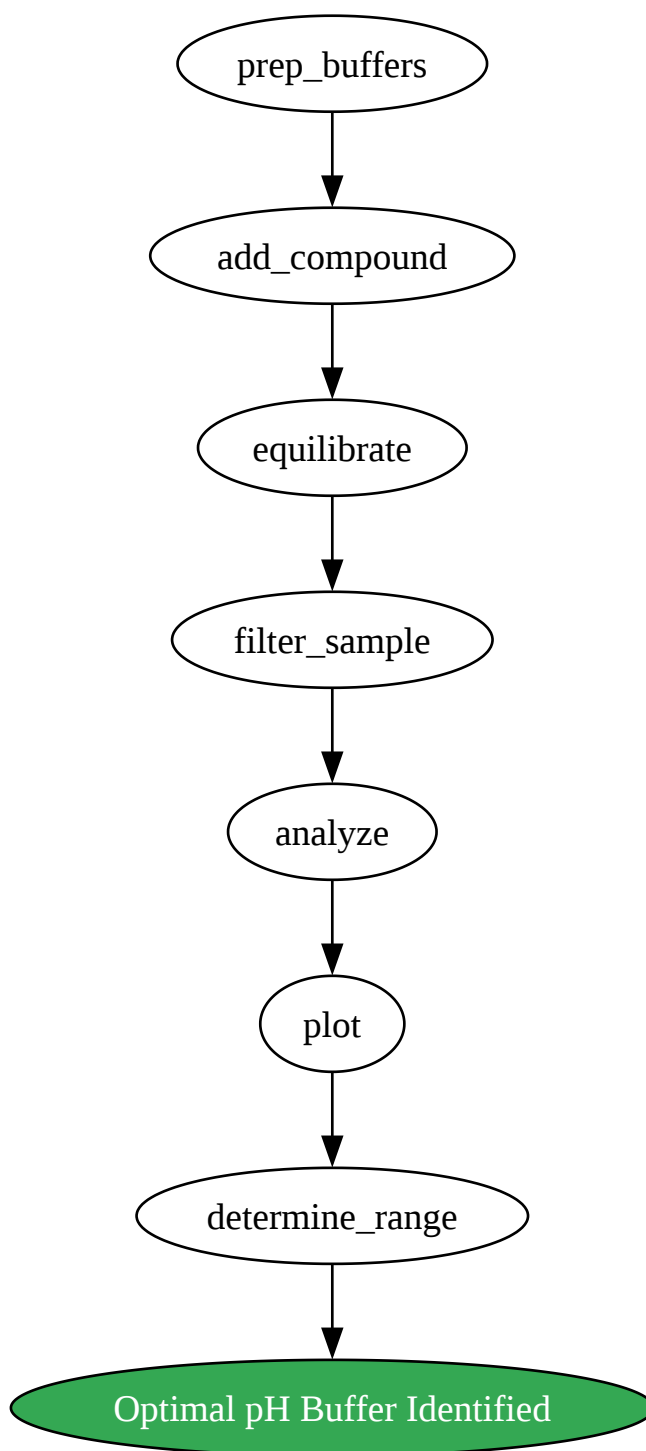 prep_buffers
add_compound
equilibrate
filter_sample
analyze
plot
determine_range
Optimal pH Buffer Identified